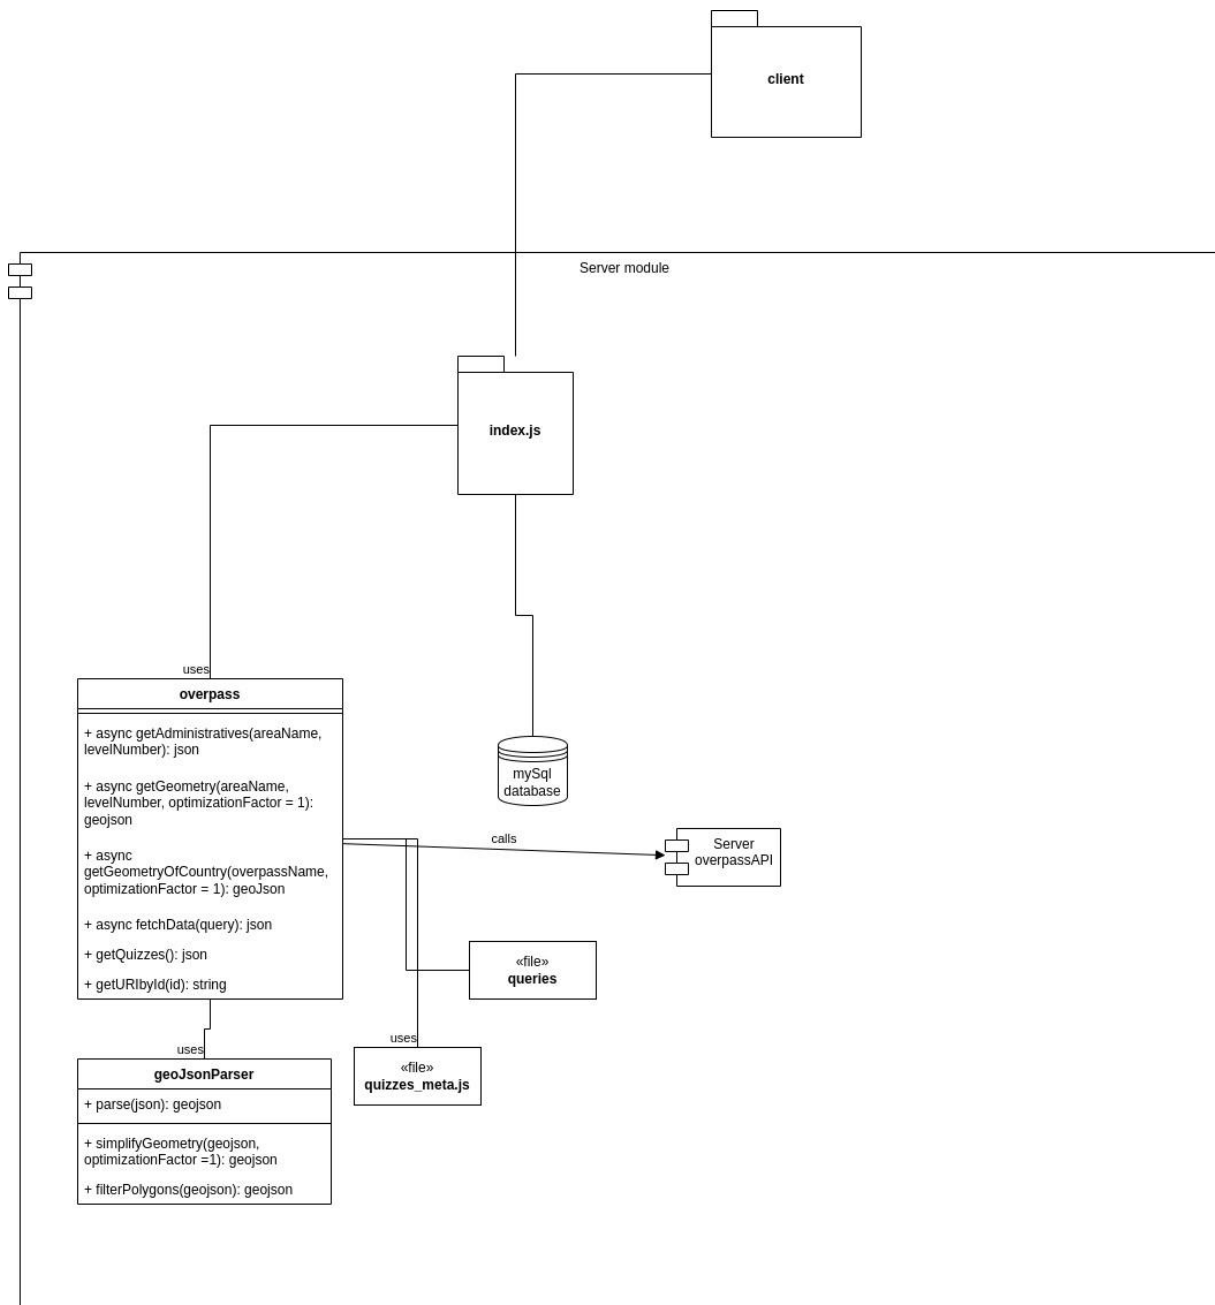 client
Server module
index.js
uses
overpass
+ async getAdministratives(areaName,
levelNumber): json
+ async getGeometry(areaName,
levelNumber, optimizationFactor = 1):
geojson
+ async
getGeometryOfCountry(overpassName,
optimizationFactor = 1): geoJson
+ async fetchData(query): json
+ getQuizzes(): json
+ getURIbyId(id): string
mySql
database
calls
Server
overpassAPI
«file»
queries
uses
«file»
quizzes_meta.js
uses
geoJsonParser
+ parse(json): geojson
+ simplifyGeometry(geojson,
optimizationFactor =1): geojson
+ filterPolygons(geojson): geojson